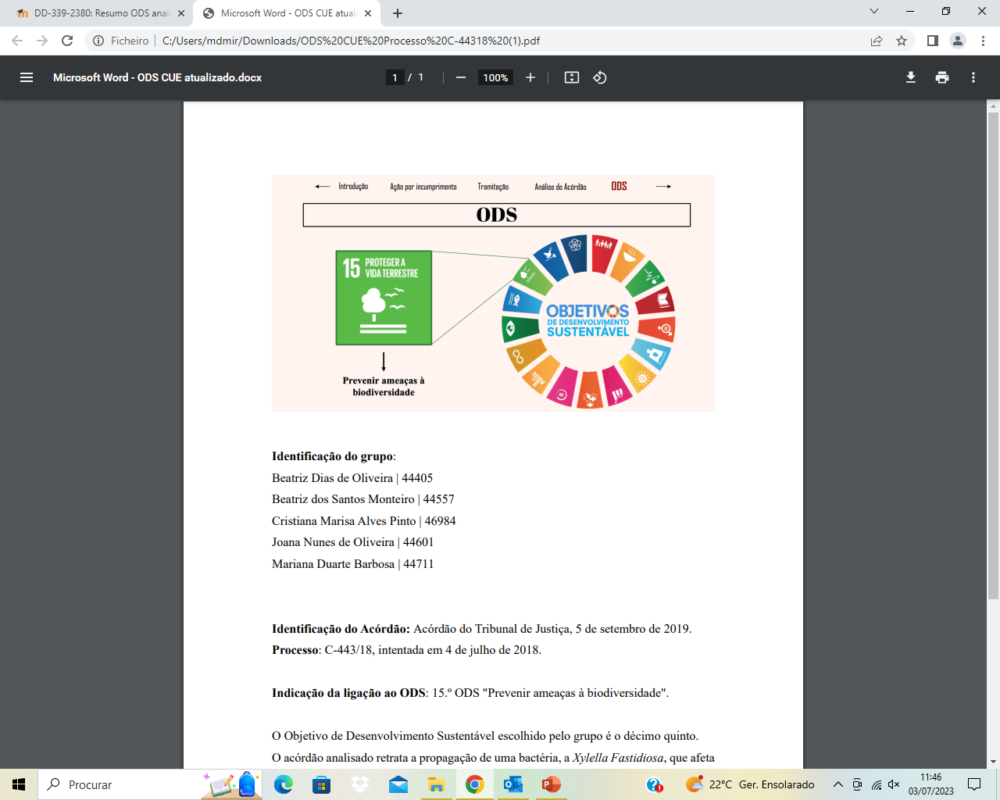 DD-339-2380: Resumo ODS anal
Microsoft Word - ODS CUE atuali
Ficheiro
C:/Users/mdmir/Downloads/ODS%20CUE%20Processo%20C-44318%20(1).pdf
Microsoft Word - ODS CUE atualizado.docx
1 / 1
100%
Introdução Ação por incumprimento Tramitação Análise do Acórdão ODS
ODS
15 PROTEGER A
VIDA TERRESTRE
OBJETIVOS
DE DESENVOLVIMENTO
SUSTENTÁVEL
Prevenir ameaças à
biodiversidade
Identificação do grupo:
Beatriz Dias de Oliveira | 44405
Beatriz dos Santos Monteiro | 44557
Cristiana Marisa Alves Pinto | 46984
Joana Nunes de Oliveira | 44601
Mariana Duarte Barbosa | 44711
Identificação do Acórdão: Acórdão do Tribunal de Justiça, 5 de setembro de 2019.
Processo: C-443/18, intentada em 4 de julho de 2018.
Indicação da ligação ao ODS: 15.º ODS "Prevenir ameaças à biodiversidade".
O Objetivo de Desenvolvimento Sustentável escolhido pelo grupo é o décimo quinto.
O acórdão analisado retrata a propagação de uma bactéria, a Xylella Fastidiosa, que afeta
Procurar
22°C Ger. Ensolarado
11:46
03/07/2023